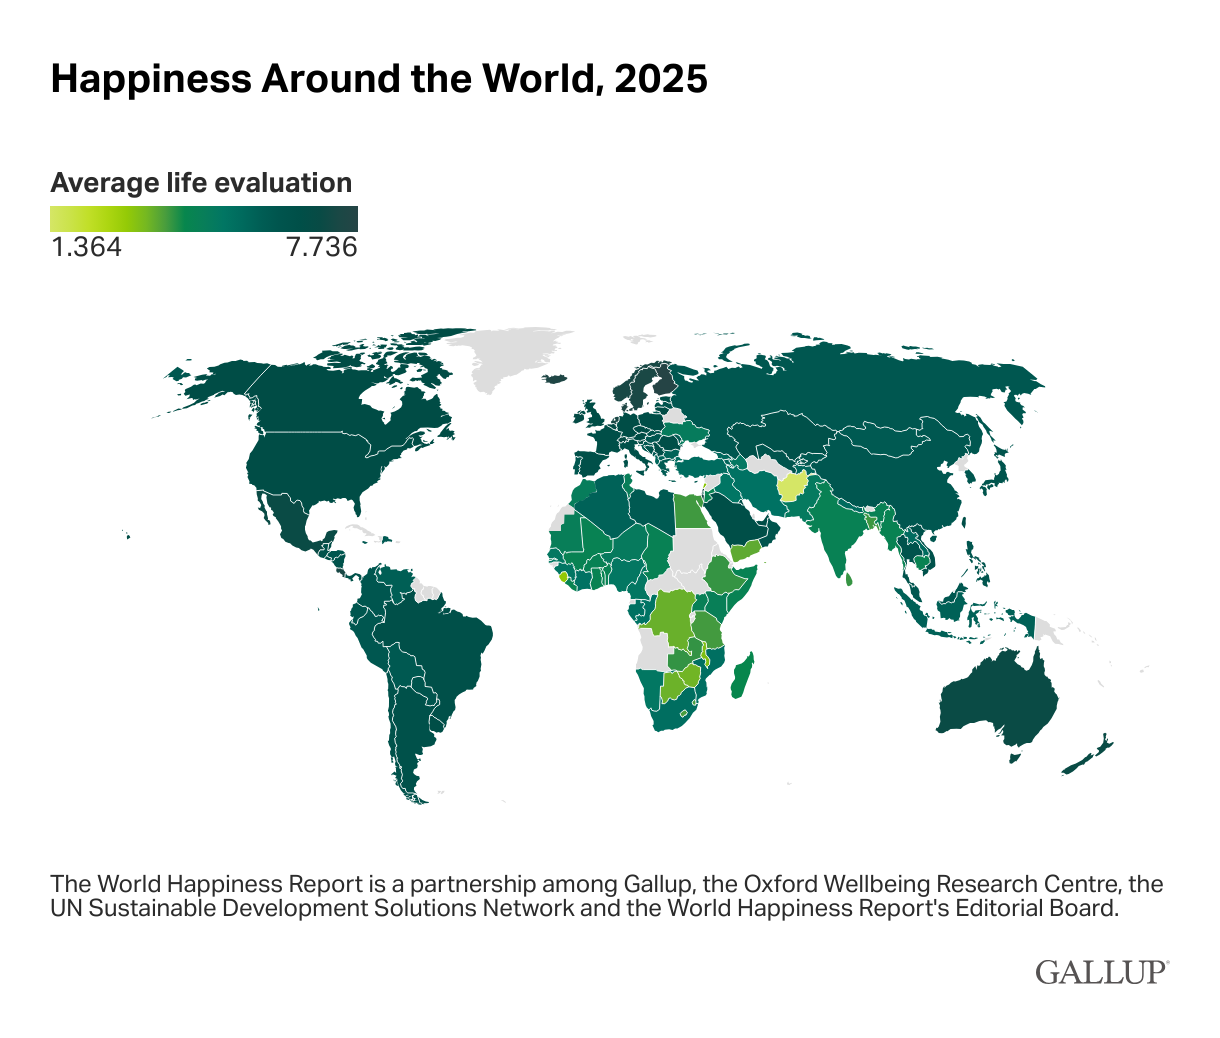 Happiness Around the World, 2025
Average life evaluation
1.364 7.736
The World Happiness Report is a partnership among Gallup, the Oxford Wellbeing Research Centre, the
UN Sustainable Development Solutions Network and the World Happiness Report's Editorial Board.
GALLUP®